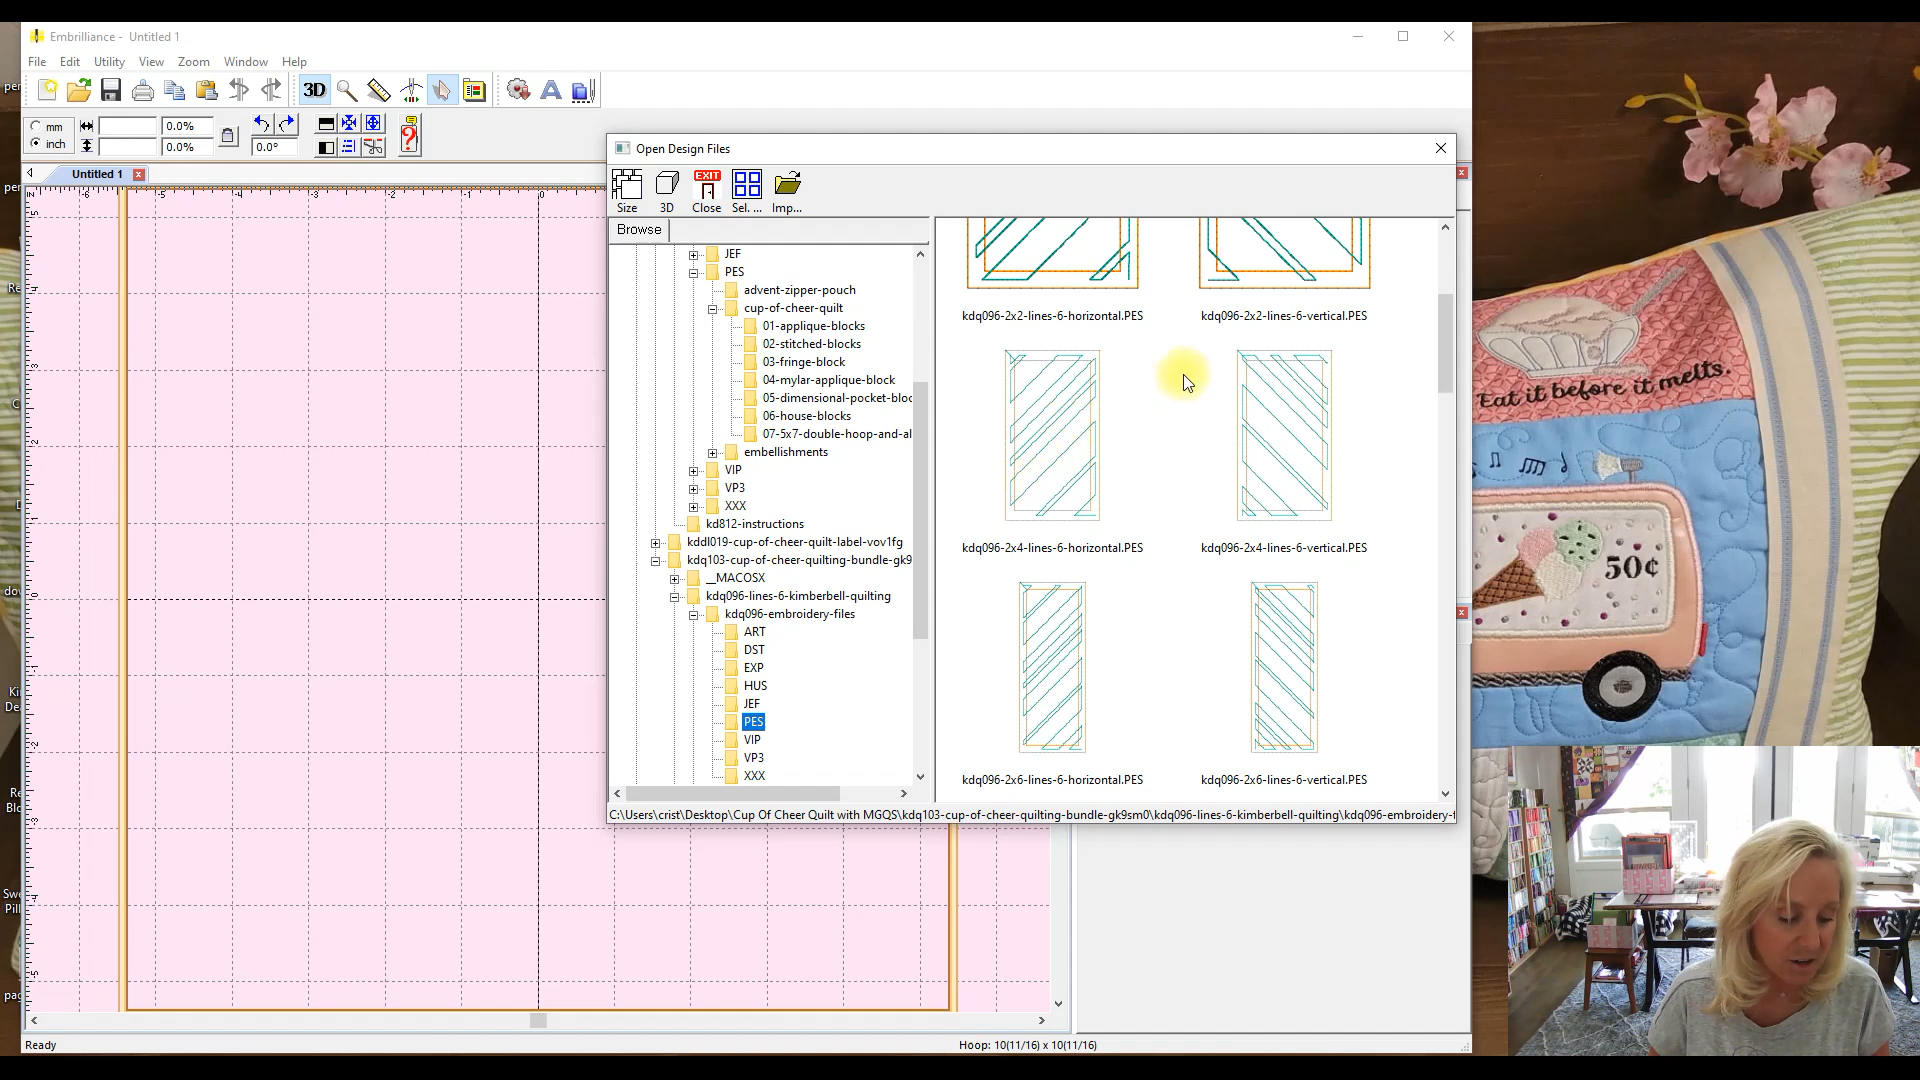 Embrilliance - Untitled 1
File Edit Utility View Zoom Window Help
3D
mm
inch
0.0%
0.0%
0.0°
Untitled 1
Open Design Files
EXIT
Size 3D Close Sel. ... Imp...
Browse
JEF
PES
advent-zipper-pouch
cup-of-cheer-quilt
01-applique-blocks
02-stitched-blocks
03-fringe-block
04-mylar-applique-block
05-dimensional-pocket-bloc
06-house-blocks
07-5x7-double-hoop-and-al
embellishments
VIP
VP3
XXX
kd812-instructions
kddl019-cup-of-cheer-quilt-label-vov1fg
kdq103-cup-of-cheer-quilting-bundle-gk9
__MACOSX
kdq096-lines-6-kimberbell-quilting
kdq096-embroidery-files
ART
DST
EXP
HUS
JEF
PES
VIP
VP3
XXX
kdq096-2x2-lines-6-horizontal.PES
kdq096-2x2-lines-6-vertical.PES
kdq096-2x4-lines-6-horizontal.PES
kdq096-2x4-lines-6-vertical.PES
kdq096-2x6-lines-6-horizontal.PES
kdq096-2x6-lines-6-vertical.PES
C:\Users\crist\Desktop\Cup Of Cheer Quilt with MGQS\kdq103-cup-of-cheer-quilting-bundle-gk9sm0\kdq096-lines-6-kimberbell-quilting\kdq096-embroidery-f
Ready
Hoop: 10(11/16) x 10(11/16)
Eat it before it melts.
50¢